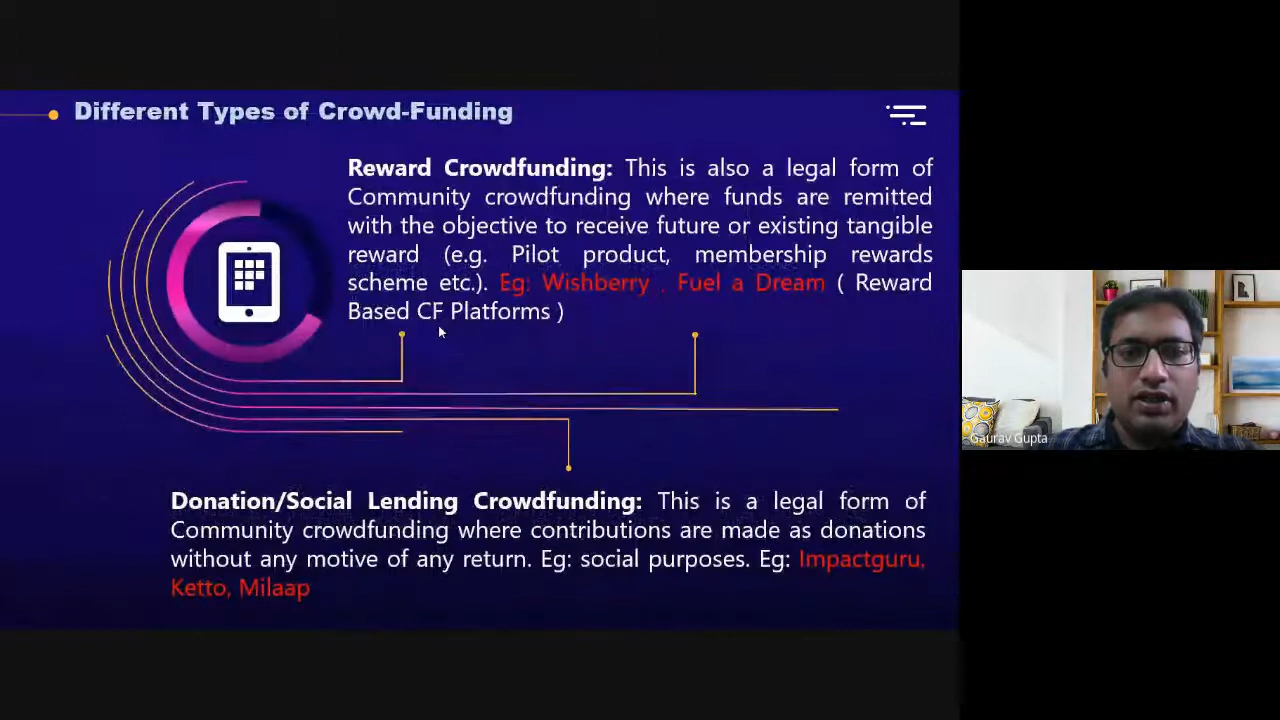 Different Types of Crowd-Funding
Reward Crowdfunding: This is also a legal form of
Community crowdfunding where funds are remitted
with the objective to receive future or existing tangible
reward (e.g. Pilot product, membership rewards
scheme etc.). Eg: Wishberry , Fuel a Dream ( Reward
Based CF Platforms )
Donation/Social Lending Crowdfunding: This is a legal form of
Community crowdfunding where contributions are made as donations
without any motive of any return. Eg: social purposes. Eg: Impactguru,
Ketto, Milaap
Gaurav Gupta